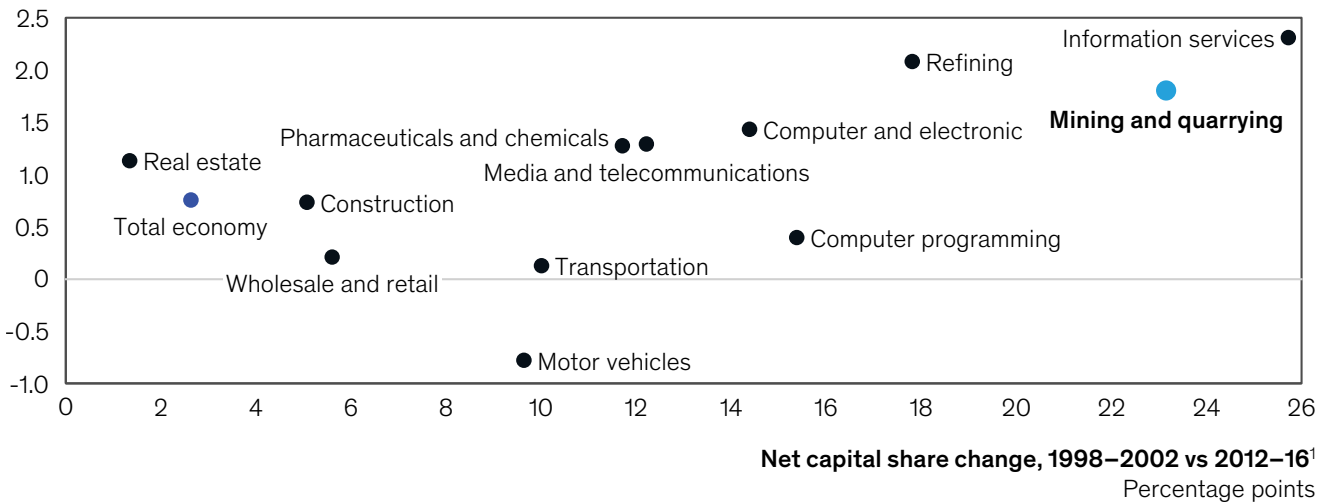 2.5
Information services
2.0
Refining
1.5
Mining and quarrying
Pharmaceuticals and chemicals
Computer and electronic
1.0
Real estate
Media and telecommunications
Construction
0.5
Total economy
Computer programming
Transportation
0
Wholesale and retail
-0.5
Motor vehicles
-1.0
0 2 4 6 8 10 12 14 16 18 20 22 24 26
Net capital share change, 1998–2002 vs 2012–16¹
Percentage points